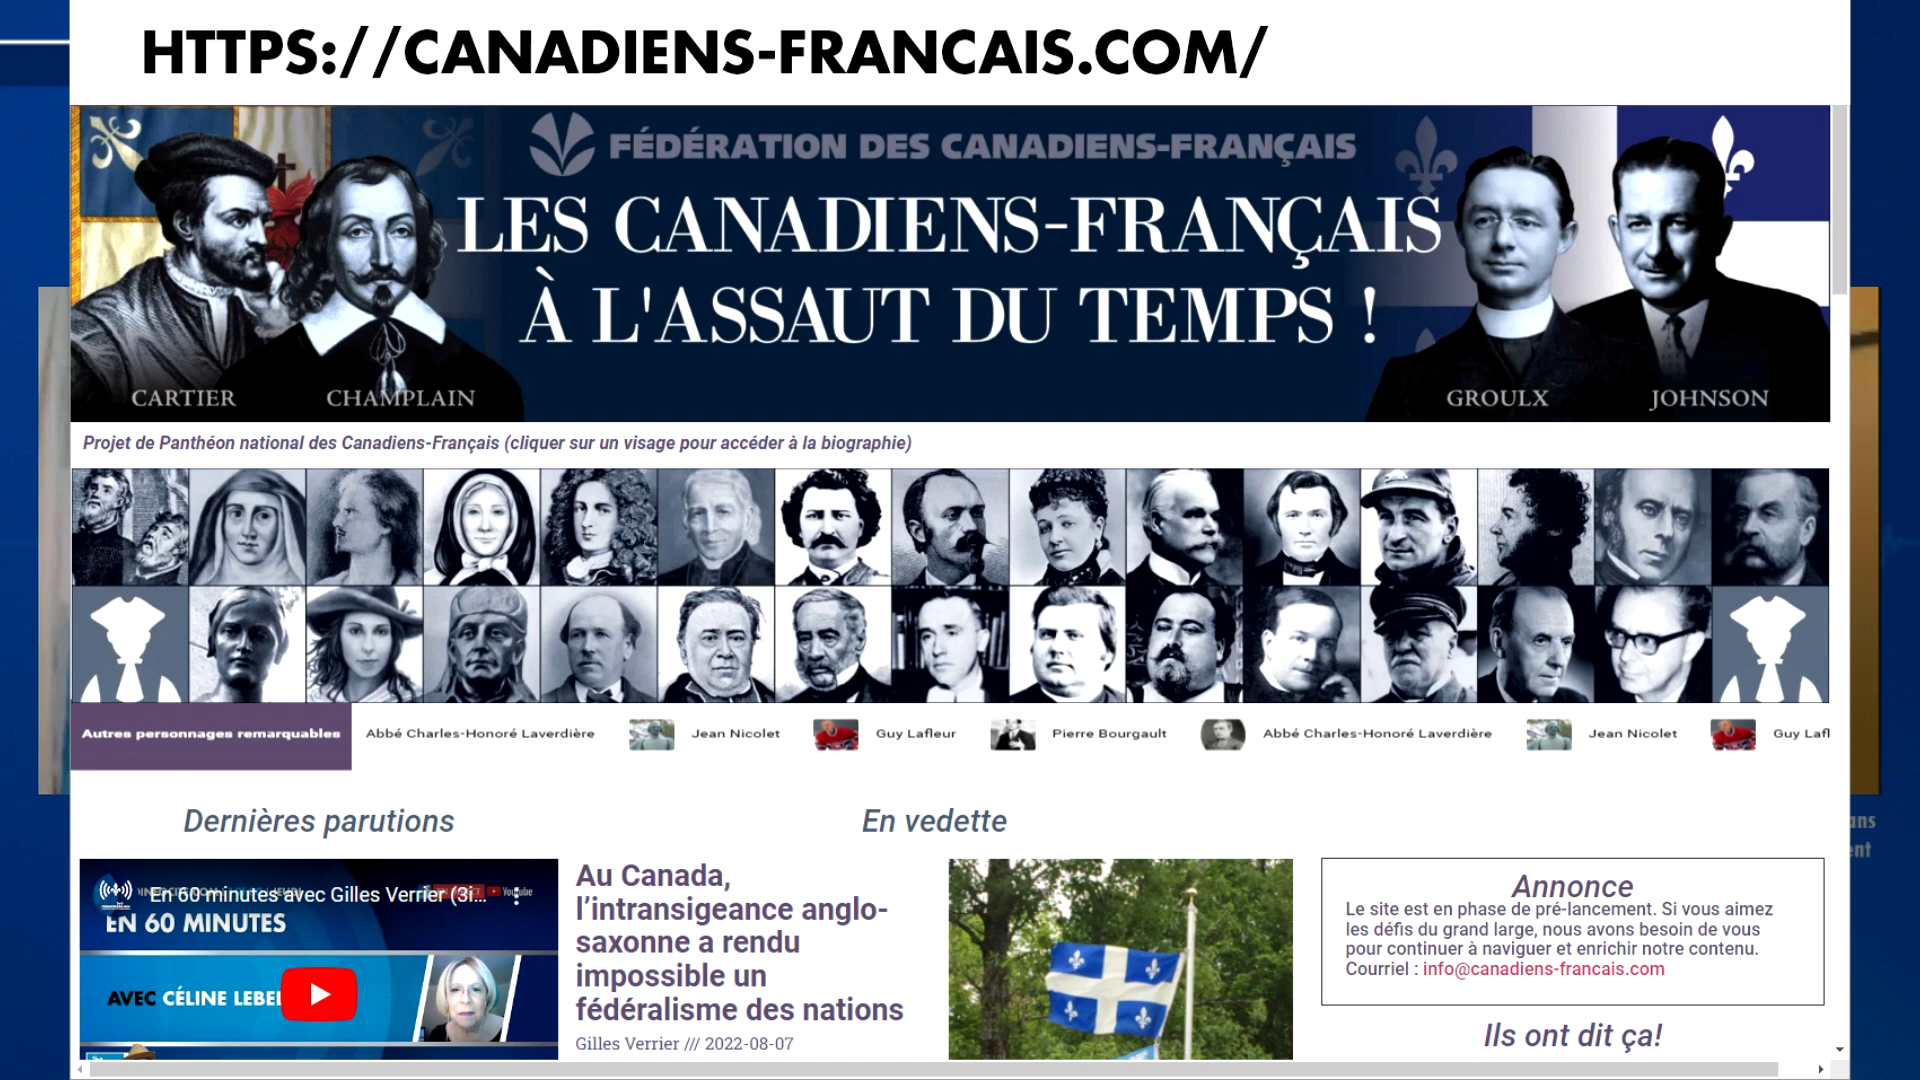 HTTPS://CANADIENS-FRANCAIS.COM/
FÉDÉRATION DES CANADIENS-FRANÇAIS
LES CANADIENS-FRANÇAIS
À L'ASSAUT DU TEMPS !
CARTIER
CHAMPLAIN
GROULX
JOHNSON
Projet de Panthéon national des Canadiens-Français (cliquer sur un visage pour accéder à la biographie)
Autres personnages remarquables
Abbé Charles-Honoré Laverdière
Jean Nicolet
Guy Lafleur
Pierre Bourgault
Abbé Charles-Honoré Laverdière
Jean Nicolet
Guy Lafl
Dernières parutions
En vedette
En 60 minutes avec Gilles Verrier (3i...
EN 60 MINUTES
AVEC CÉLINE LEBEL
Au Canada,
l’intransigeance anglo-
saxonne a rendu
impossible un
fédéralisme des nations
Gilles Verrier /// 2022-08-07
Annonce
Le site est en phase de pré-lancement. Si vous aimez
les défis du grand large, nous avons besoin de vous
pour continuer à naviguer et enrichir notre contenu.
Courriel : info@canadiens-francais.com
Ils ont dit ça!
ans
ent